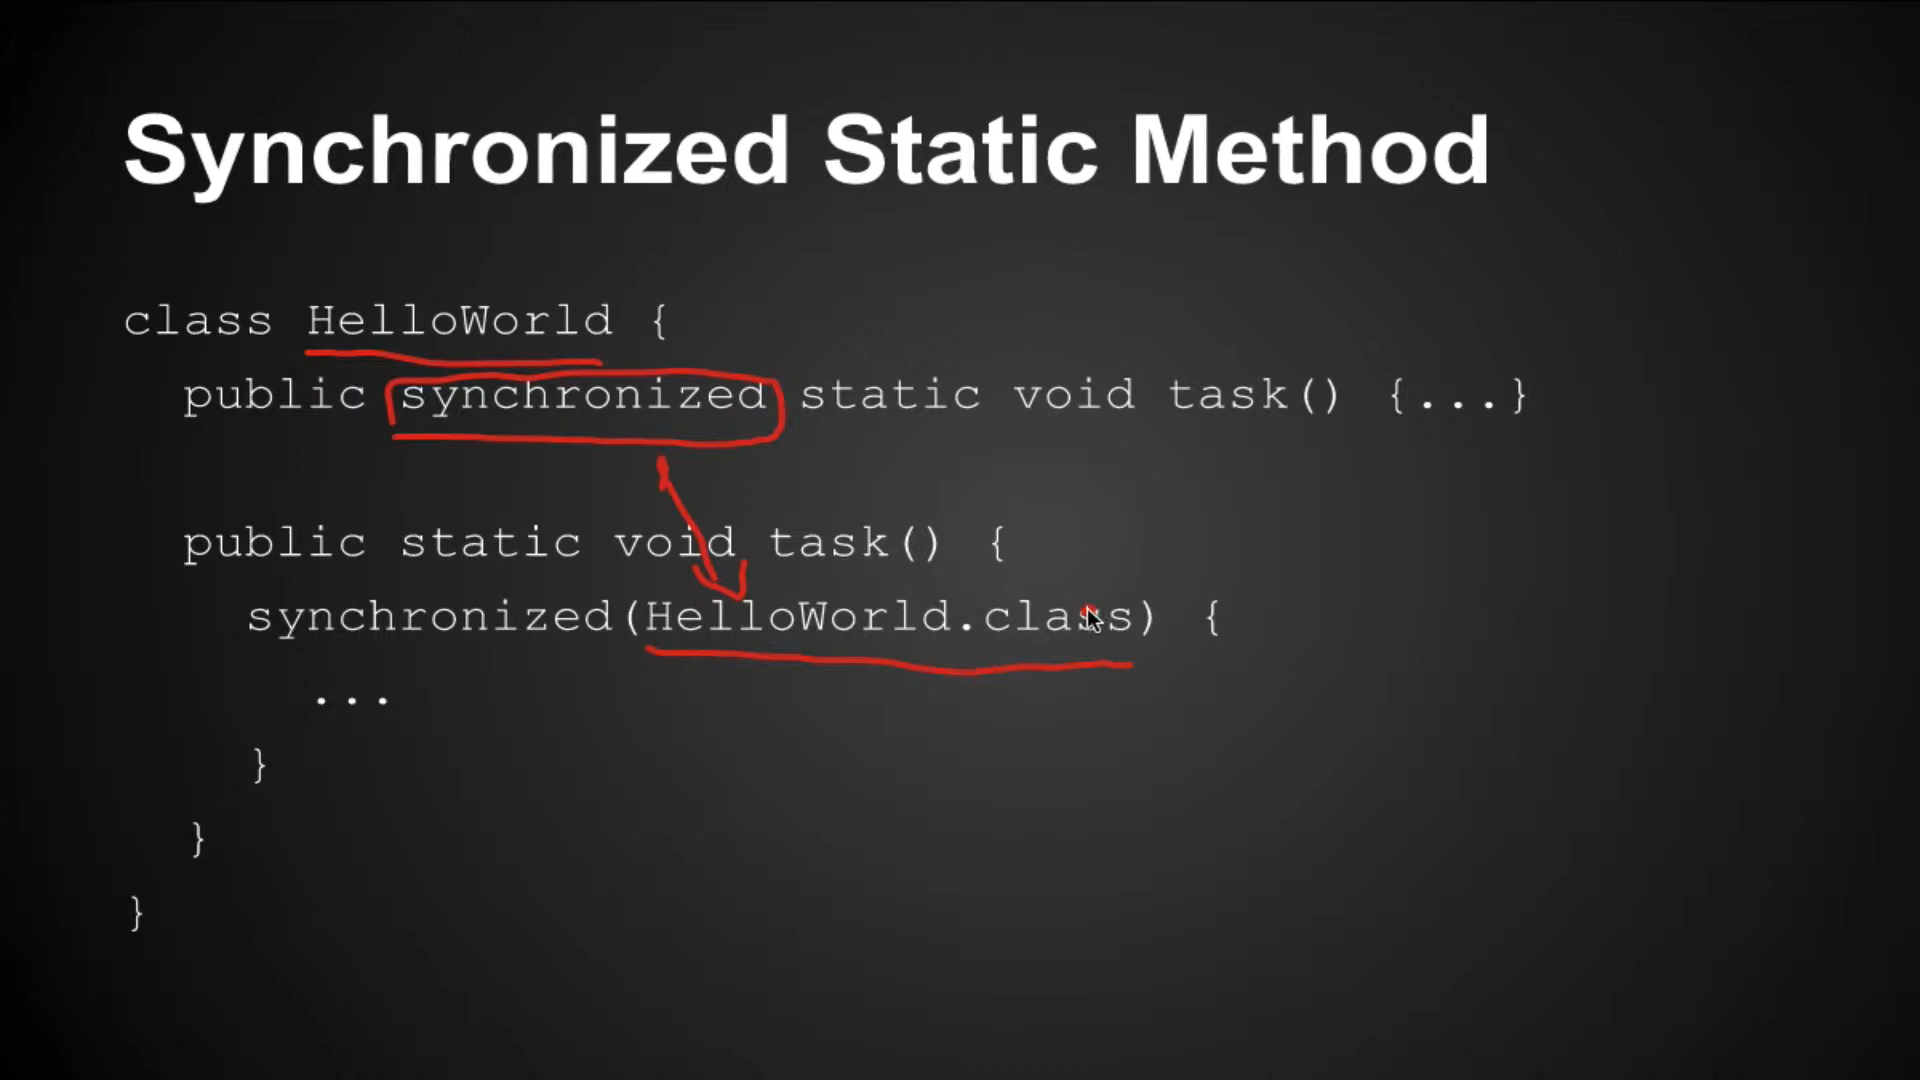 Synchronized Static Method
class HelloWorld {
public synchronized static void task() {...}
public static void task() {
synchronized(HelloWorld.class) {
...
}
}
}